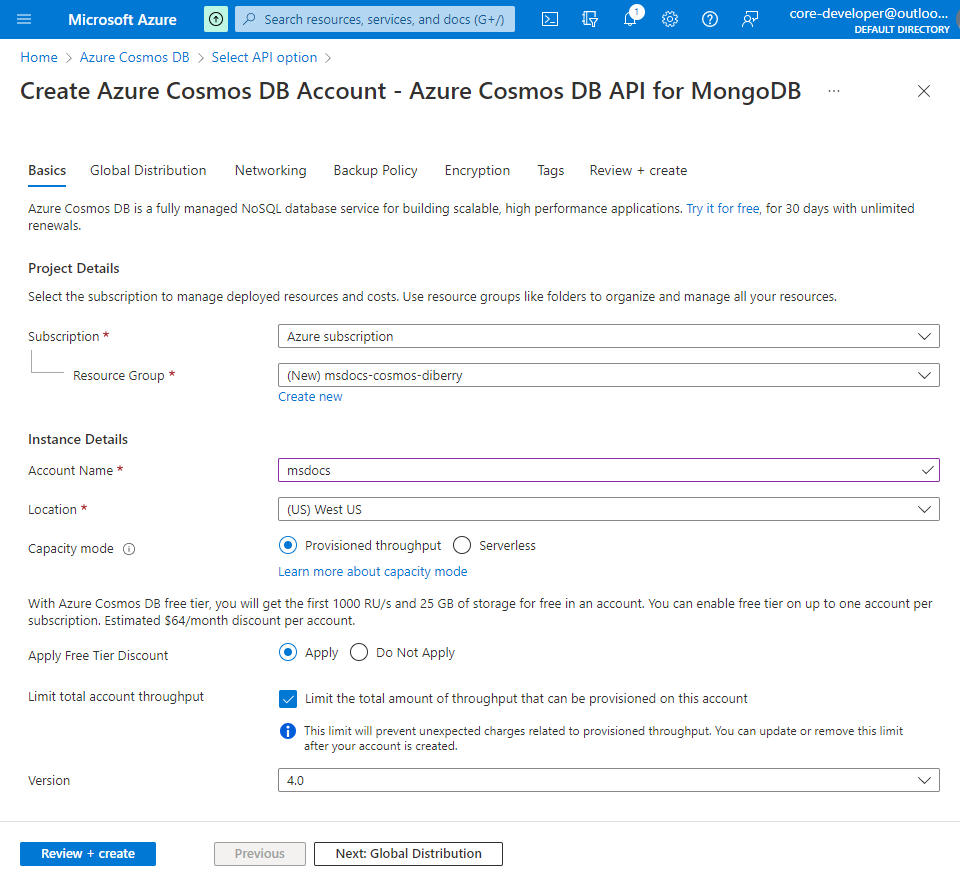 Microsoft Azure
Search resources, services, and docs (G+/)
1
core-developer@outloo...
DEFAULT DIRECTORY
Home > Azure Cosmos DB > Select API option >
Create Azure Cosmos DB Account - Azure Cosmos DB API for MongoDB ...
Basics Global Distribution Networking Backup Policy Encryption Tags Review + create
Azure Cosmos DB is a fully managed NoSQL database service for building scalable, high performance applications. Try it for free, for 30 days with unlimited
renewals.
Project Details
Select the subscription to manage deployed resources and costs. Use resource groups like folders to organize and manage all your resources.
Subscription * Azure subscription
Resource Group * (New) msdocs-cosmos-diberry
Create new
Instance Details
Account Name * msdocs
Location * (US) West US
Capacity mode Provisioned throughput Serverless
Learn more about capacity mode
With Azure Cosmos DB free tier, you will get the first 1000 RU/s and 25 GB of storage for free in an account. You can enable free tier on up to one account per
subscription. Estimated $64/month discount per account.
Apply Free Tier Discount Apply Do Not Apply
Limit total account throughput Limit the total amount of throughput that can be provisioned on this account
This limit will prevent unexpected charges related to provisioned throughput. You can update or remove this limit
after your account is created.
Version 4.0
Review + create Previous Next: Global Distribution